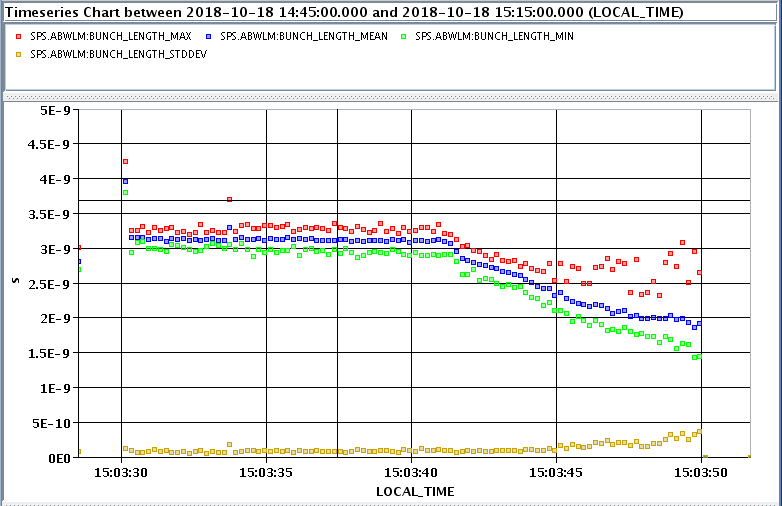 Timeseries Chart between 2018-10-18 14:45:00.000 and 2018-10-18 15:15:00.000 (LOCAL_TIME)
SPS.ABWLM:BUNCH_LENGTH_MAX SPS.ABWLM:BUNCH_LENGTH_MEAN SPS.ABWLM:BUNCH_LENGTH_MIN
SPS.ABWLM:BUNCH_LENGTH_STDDEV
5E-9
4.5E-9
4E-9
3.5E-9
3E-9
s
2.5E-9
2E-9
1.5E-9
1E-9
5E-10
0E0
15:03:30 15:03:35 15:03:40 15:03:45 15:03:50
LOCAL_TIME